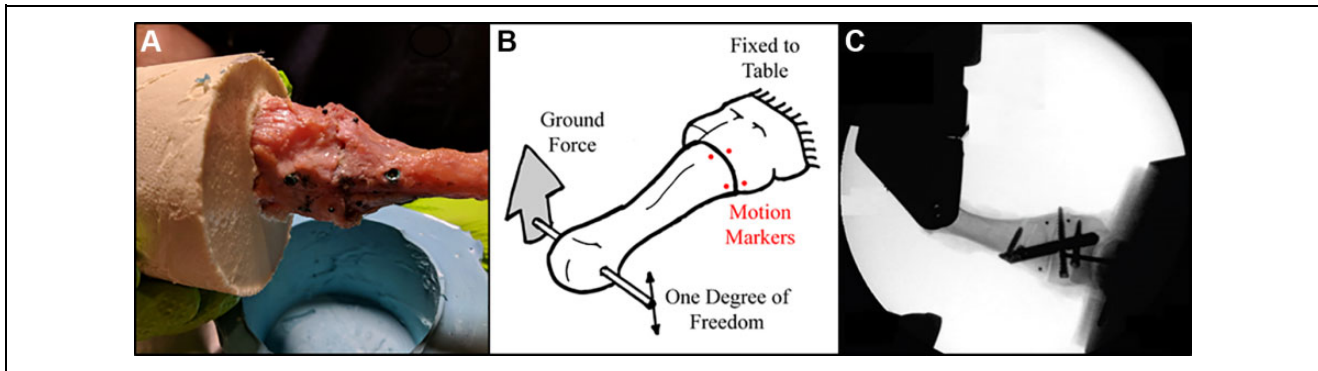 A
B
C
Fixed to
Table
Ground
Force
Motion
Markers
One Degree of
Freedom